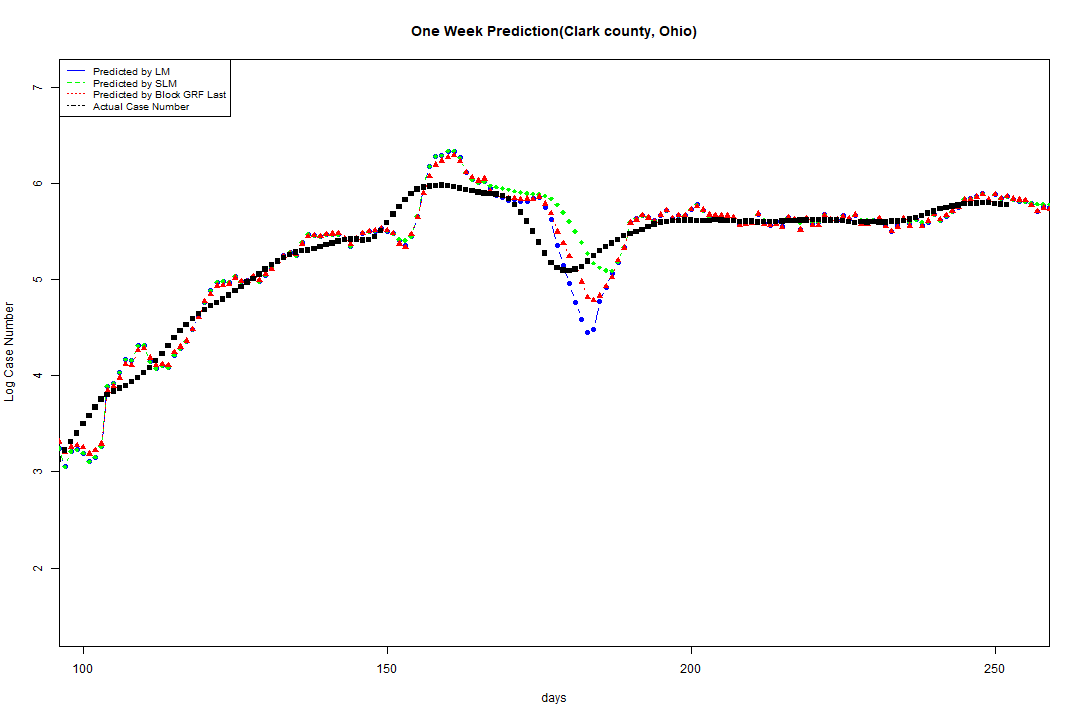 One Week Prediction(Clark county, Ohio)
Predicted by LM
Predicted by SLM
Predicted by Block GRF Last
Actual Case Number
7
6
5
4
3
2
Log Case Number
100 150 200 250
days